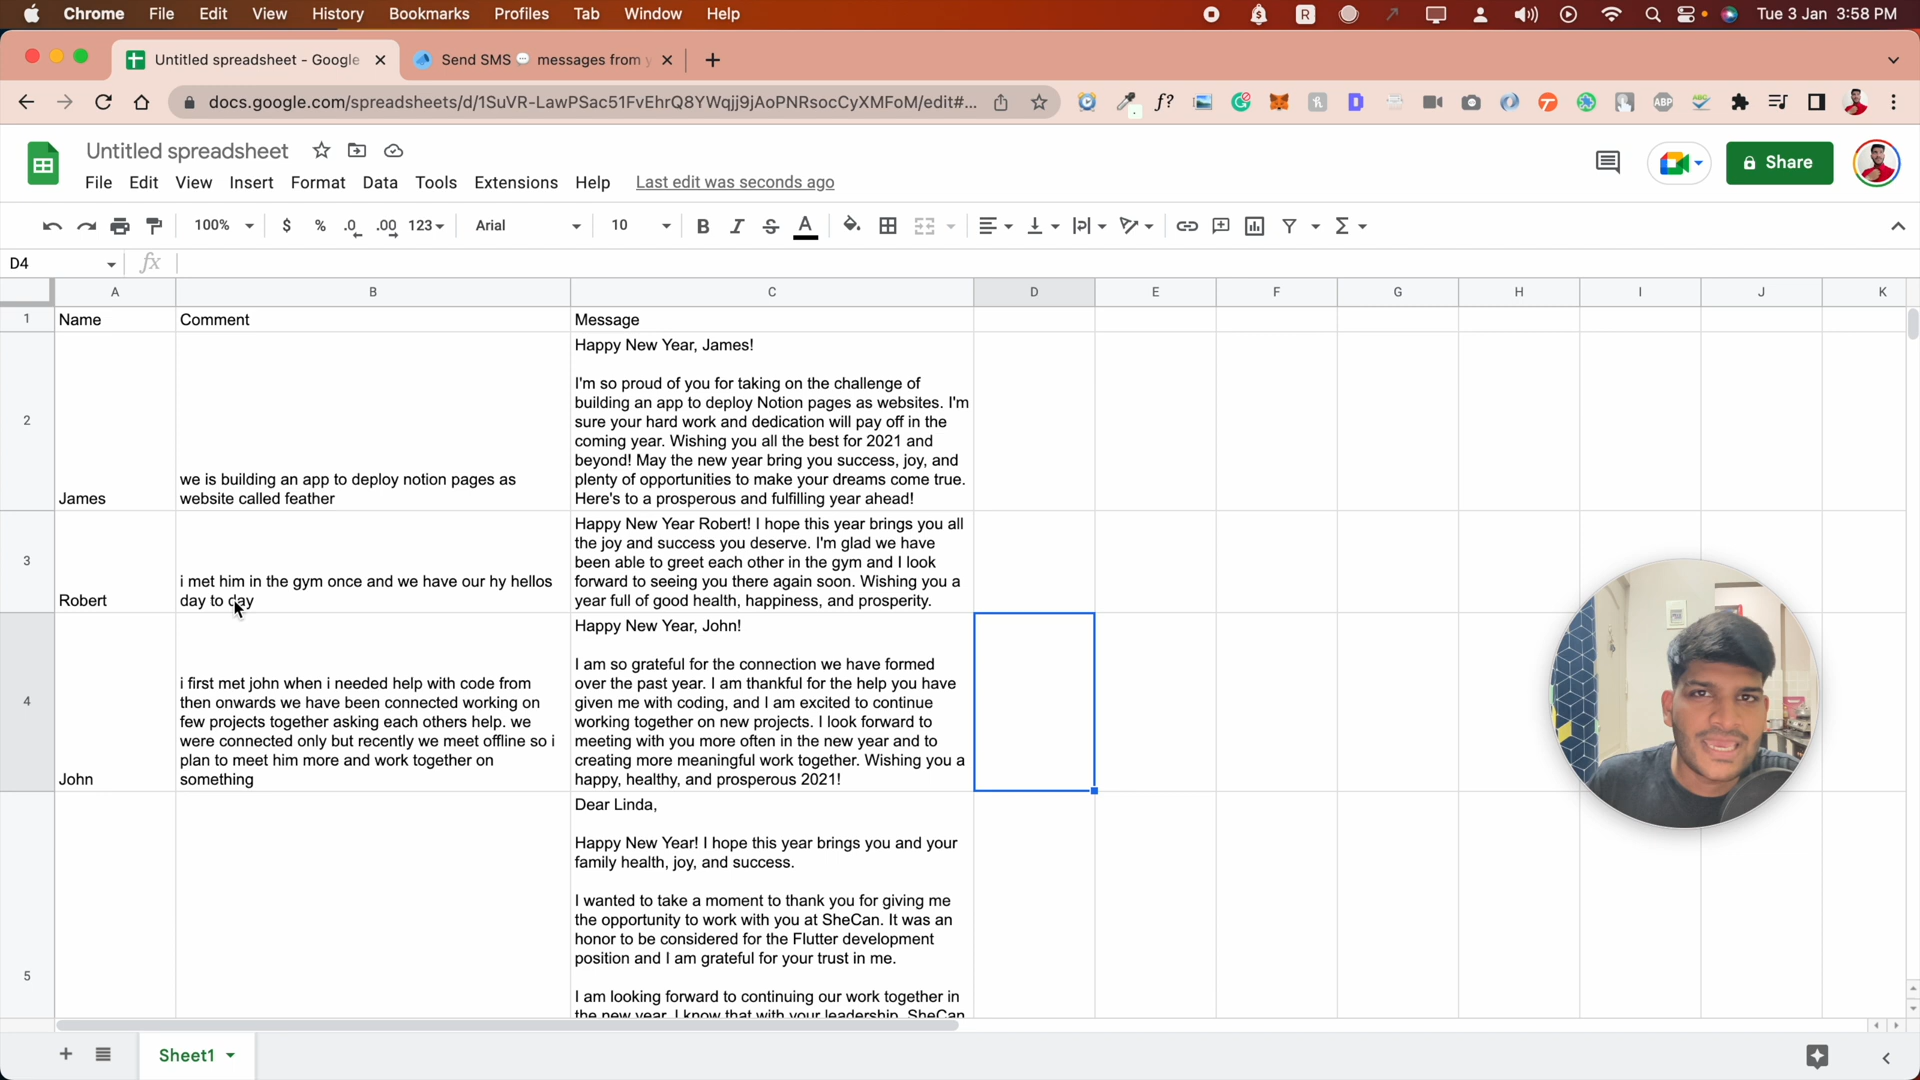 Chrome File Edit View History Bookmarks Profiles Tab Window Help
R
Tue 3 Jan 3:58 PM
Untitled spreadsheet - Google
Send SMS 💬 messages from y
docs.google.com/spreadsheets/d/1SuVR-LawPSac51FvEhrQ8YWqjj9jAoPNRsocCyXMFoM/edit#...
f?
ABP
Untitled spreadsheet
Share
File Edit View Insert Format Data Tools Extensions Help Last edit was seconds ago
100% $ % .0 .00 123 Arial 10 B I S A Σ
D4 fx
A B C D E F G H I J K
1 Name Comment Message
2
James
we is building an app to deploy notion pages as
website called feather
Happy New Year, James!
I'm so proud of you for taking on the challenge of
building an app to deploy Notion pages as websites. I'm
sure your hard work and dedication will pay off in the
coming year. Wishing you all the best for 2021 and
beyond! May the new year bring you success, joy, and
plenty of opportunities to make your dreams come true.
Here's to a prosperous and fulfilling year ahead!
3
Robert
i met him in the gym once and we have our hy hellos
day to day
Happy New Year Robert! I hope this year brings you all
the joy and success you deserve. I'm glad we have
been able to greet each other in the gym and I look
forward to seeing you there again soon. Wishing you a
year full of good health, happiness, and prosperity.
4
John
i first met john when i needed help with code from
then onwards we have been connected working on
few projects together asking each others help. we
were connected only but recently we meet offline so i
plan to meet him more and work together on
something
Happy New Year, John!
I am so grateful for the connection we have formed
over the past year. I am thankful for the help you have
given me with coding, and I am excited to continue
working together on new projects. I look forward to
meeting with you more often in the new year and to
creating more meaningful work together. Wishing you a
happy, healthy, and prosperous 2021!
5
Dear Linda,
Happy New Year! I hope this year brings you and your
family health, joy, and success.
I wanted to take a moment to thank you for giving me
the opportunity to work with you at SheCan. It was an
honor to be considered for the Flutter development
position and I am grateful for your trust in me.
I am looking forward to continuing our work together in
the new year. I know that with your leadership, SheCan
Sheet1